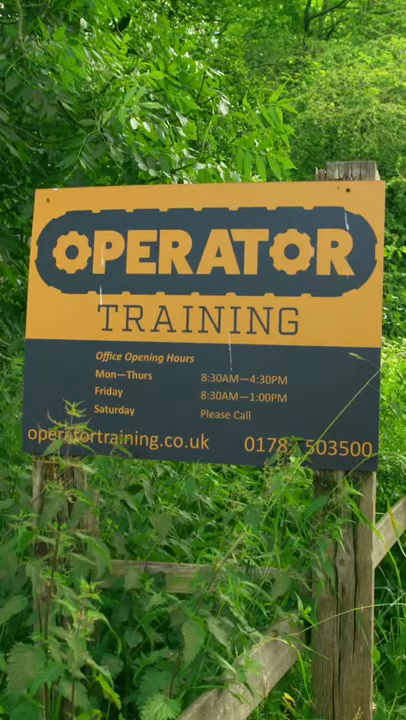 OPERATOR
TRAINING
Office Opening Hours
Mon—Thurs 8:30AM—4:30PM
Friday 8:30AM—1:00PM
Saturday Please Call
operatortraining.co.uk 503500